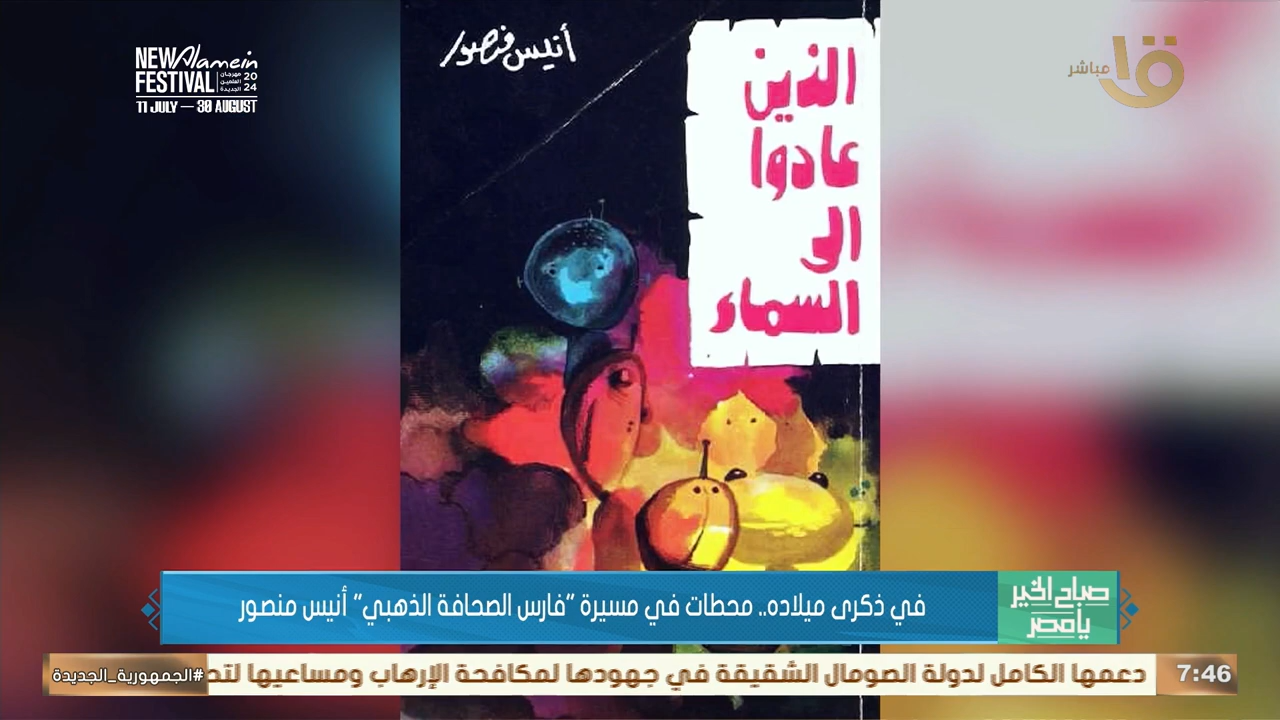 NEW Alamein
FESTIVAL
مهرجان
العلمين
الجديدة
20
24
11 JULY — 30 AUGUST
مباشر
أنيس منصور
الذين
عادوا
الى
السماء
صباح الخير
يا مصر
في ذكرى ميلاده.. محطات في مسيرة "فارس الصحافة الذهبي" أنيس منصور
7:46
دعمها الكامل لدولة الصومال الشقيقة في جهودها لمكافحة الإرهاب ومساعيها لتح
#الجمهورية_الجديدة